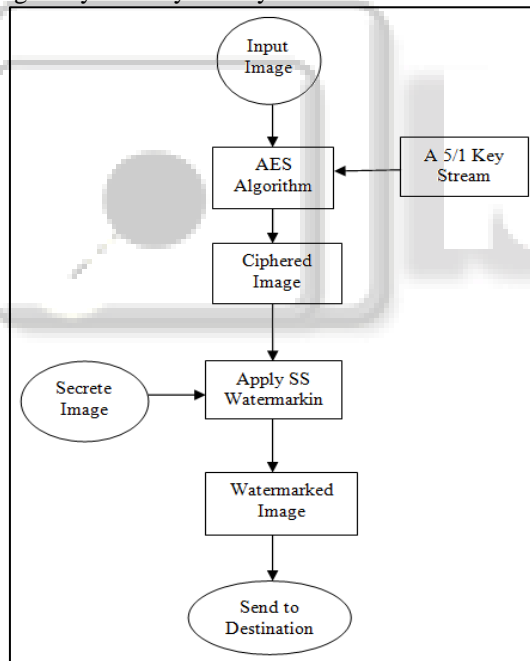 Input
Image
AES
Algorithm
A 5/1 Key
Stream
Ciphered
Image
Secrete
Image
Apply SS
Watermarkin
Watermarked
Image
Send to
Destination